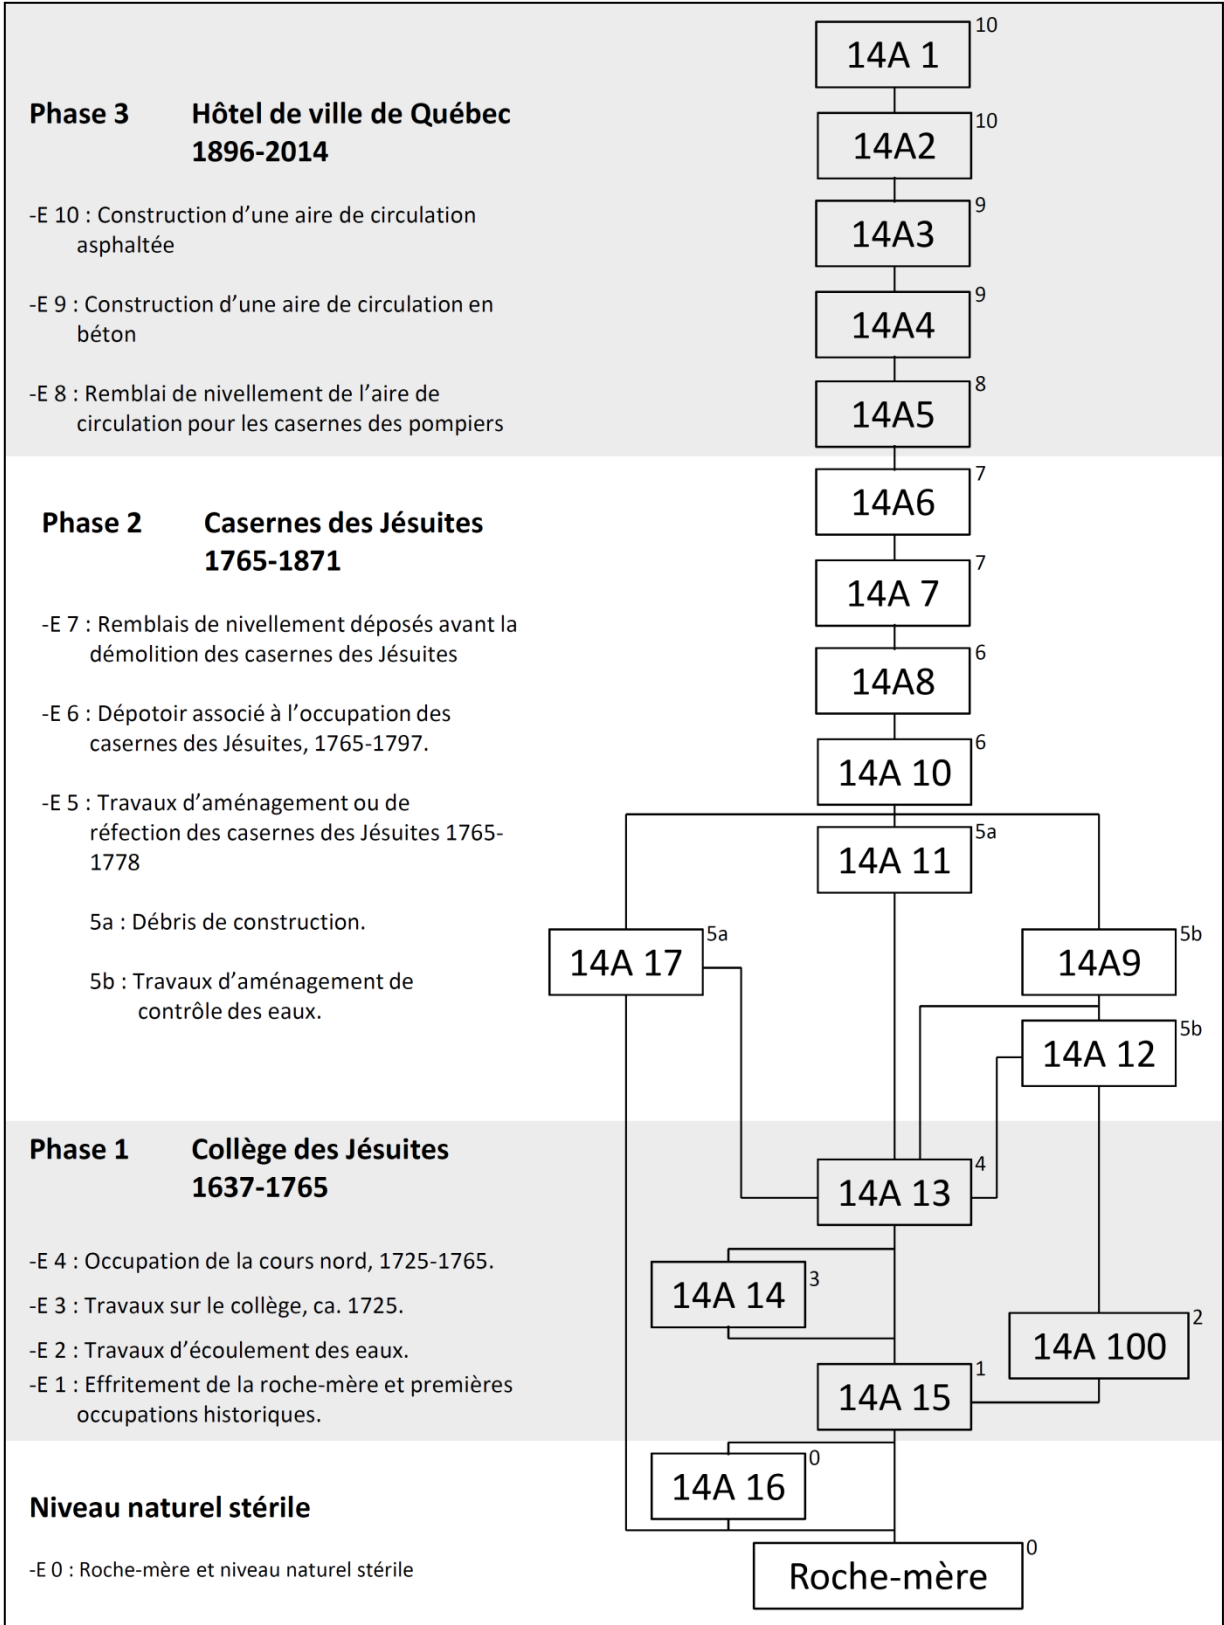 10
14A 1
Phase 3 Hôtel de ville de Québec
1896-2014
10
14A2
-E 10 : Construction d’une aire de circulation
asphaltée
9
14A3
-E 9 : Construction d’une aire de circulation en
béton
9
14A4
-E 8 : Remblai de nivellement de l’aire de
circulation pour les casernes des pompiers
8
14A5
7
14A6
Phase 2 Casernes des Jésuites
1765-1871
7
14A 7
-E 7 : Remblais de nivellement déposés avant la
démolition des casernes des Jésuites
6
14A8
-E 6 : Dépotoir associé à l’occupation des
casernes des Jésuites, 1765-1797.
6
14A 10
-E 5 : Travaux d’aménagement ou de
réfection des casernes des Jésuites 1765-
1778
5a
14A 11
5a : Débris de construction.
5a
14A 17
5b
14A9
5b : Travaux d’aménagement de
contrôle des eaux.
5b
14A 12
Phase 1 Collège des Jésuites
1637-1765
4
14A 13
-E 4 : Occupation de la cours nord, 1725-1765.
-E 3 : Travaux sur le collège, ca. 1725.
3
14A 14
-E 2 : Travaux d’écoulement des eaux.
2
14A 100
-E 1 : Effritement de la roche-mère et premières
occupations historiques.
1
14A 15
0
14A 16
Niveau naturel stérile
-E 0 : Roche-mère et niveau naturel stérile
0
Roche-mère